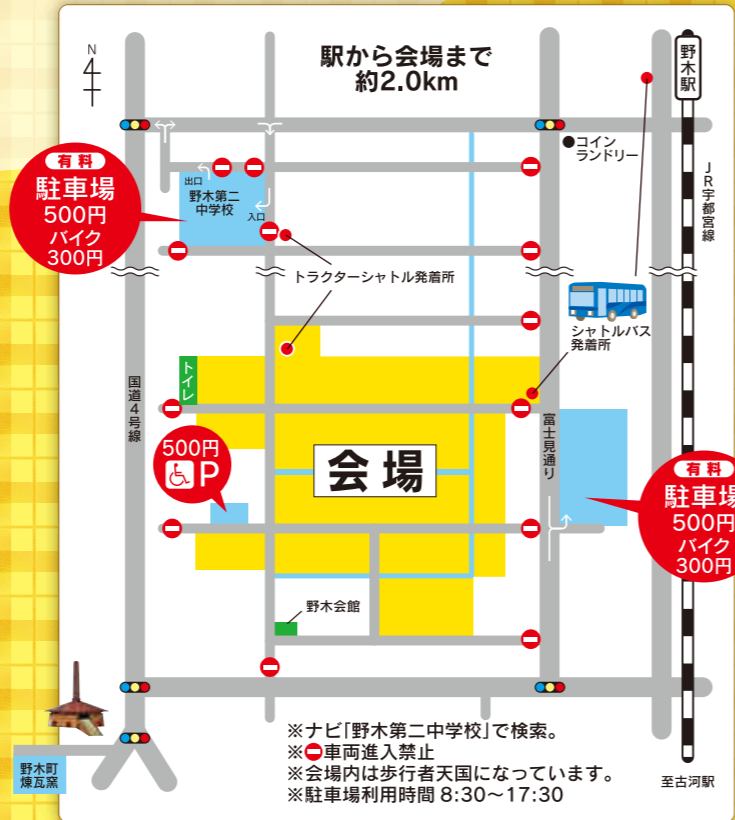 N
駅から会場まで
約2.0km
野木駅
JR宇都宮線
コイン
ランドリー
有料
駐車場
500円
バイク
300円
出口
野木第二
中学校
入口
トラクターシャトル発着所
シャトルバス
発着所
国道4号線
トイレ
富士見通り
500円
P
会場
有料
駐車場
500円
バイク
300円
野木会館
野木町
煉瓦窯
※ナビ「野木第二中学校」で検索。
※車両進入禁止
※会場内は歩行者天国になっています。
※駐車場利用時間 8:30〜17:30
至古河駅